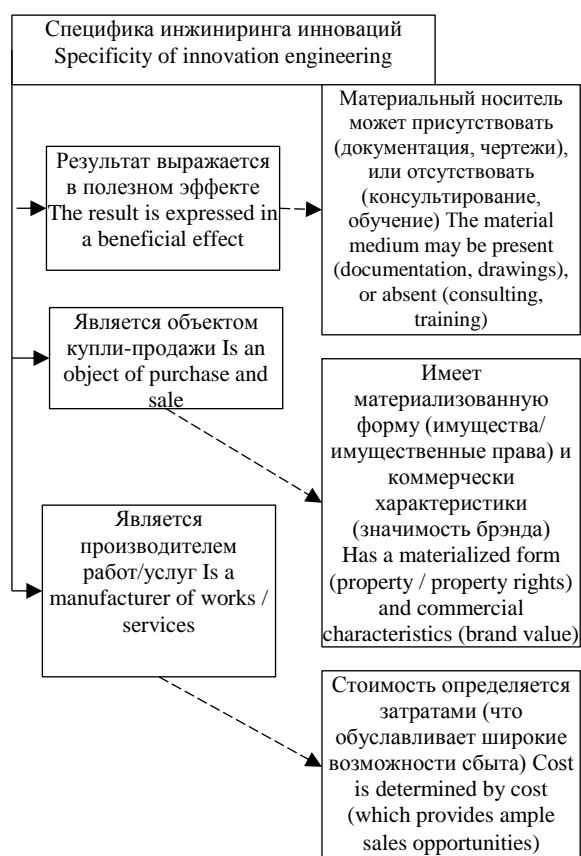 Специфика инжиниринга инноваций
Specificity of innovation engineering
Результат выражается
в полезном эффекте
The result is expressed in
a beneficial effect
Материальный носитель
может присутствовать
(документация, чертежи),
или отсутствовать
(консультирование,
обучение) The material
medium may be present
(documentation, drawings),
or absent (consulting,
training)
Является объектом
купли-продажи Is an
object of purchase and
sale
Имеет
материализованную
форму (имущества/
имущественные права) и
коммерчески
характеристики
(значимость брэнда)
Has a materialized form
(property / property rights)
and commercial
characteristics (brand value)
Является
производителем
работ/услуг Is a
manufacturer of works /
services
Стоимость определяется
затратами (что
обуславливает широкие
возможности сбыта) Cost
is determined by cost
(which provides ample
sales opportunities)